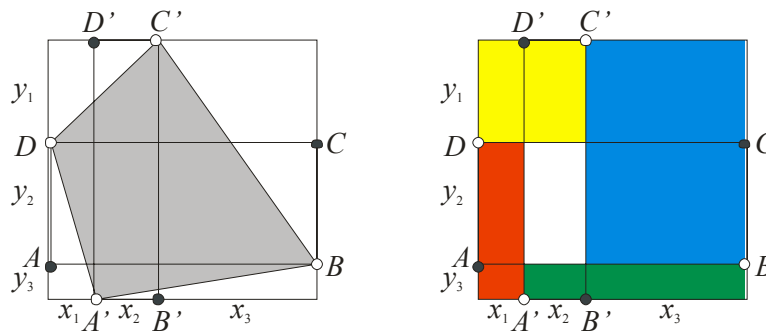 D’ C’ C’ D’
y₁ y₁
D C D C
y₂ y₂
A B A B
y₃ y₃
x₁ A’ x₂ B’ x₃ x₁ A’ x₂ B’ x₃